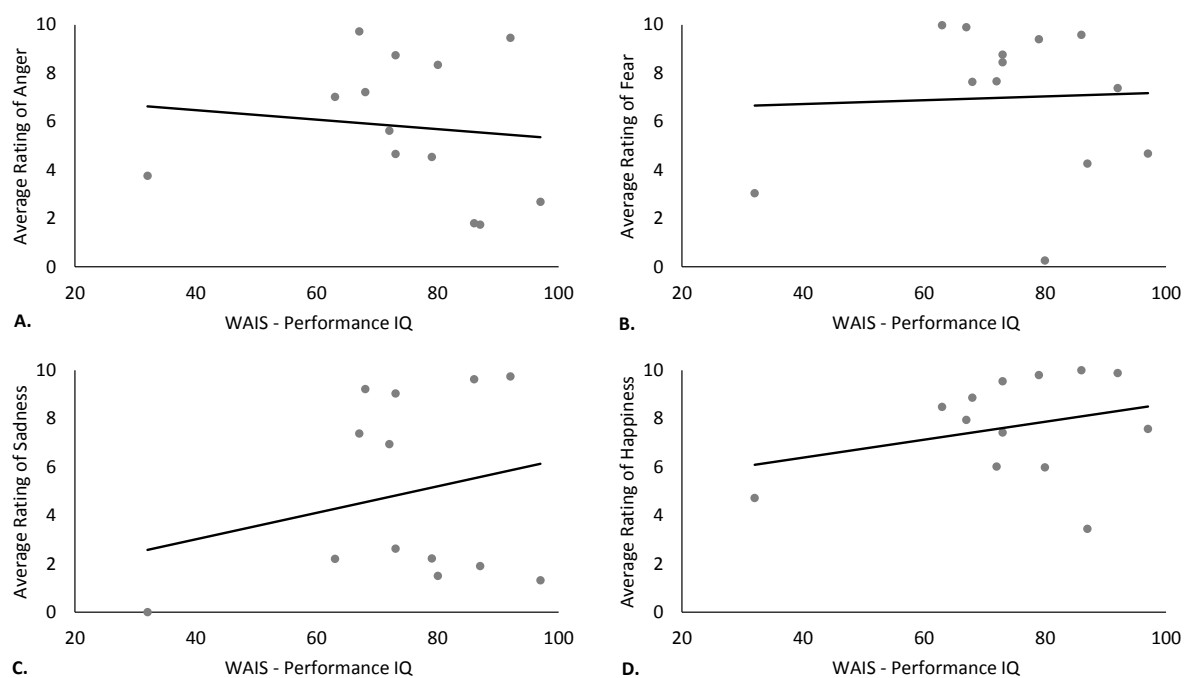 10
8
6
4
2
0
20 40 60 80 100
Average Rating of Anger
WAIS - Performance IQ
A.
10
8
6
4
2
0
20 40 60 80 100
Average Rating of Fear
WAIS - Performance IQ
B.
10
8
6
4
2
0
20 40 60 80 100
Average Rating of Sadness
WAIS - Performance IQ
C.
10
8
6
4
2
0
20 40 60 80 100
Average Rating of Happiness
WAIS - Performance IQ
D.